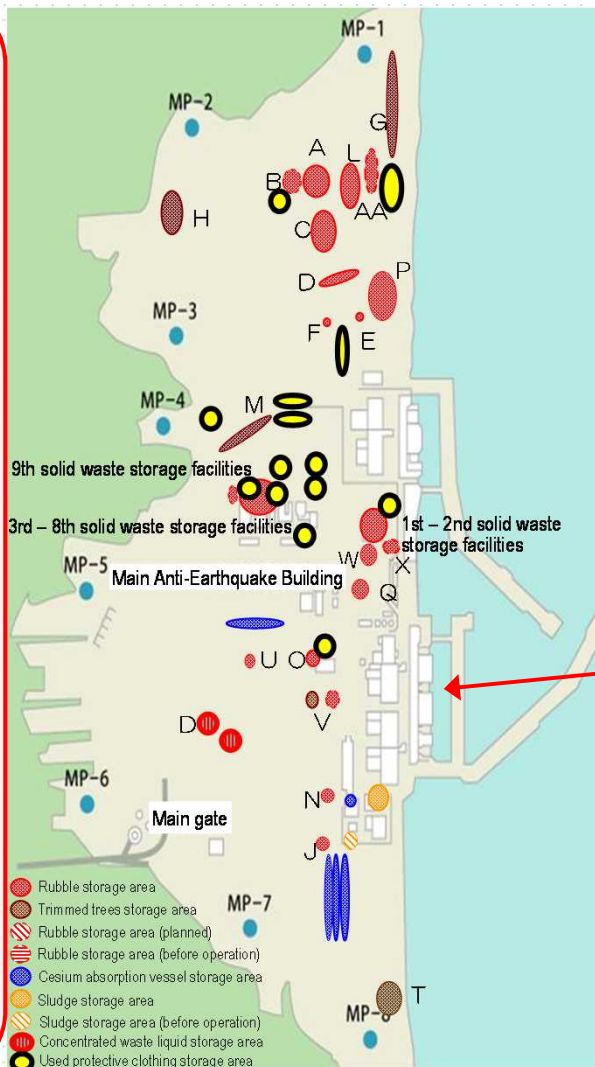 MP-1
MP-2
G
A
L
B
AA
H
C
D
P
F
E
MP-3
M
MP-4
9th solid waste storage facilities
3rd – 8th solid waste storage facilities
1st – 2nd solid waste
storage facilities
W
X
MP-5
Main Anti-Earthquake Building
Q
U
O
D
V
MP-6
N
Main gate
J
Rubble storage area
Trimmed trees storage area
Rubble storage area (planned)
MP-7
Rubble storage area (before operation)
Cesium absorption vessel storage area
T
Sludge storage area
Sludge storage area (before operation)
MP-8
Concentrated waste liquid storage area
Used protective clothing storage area